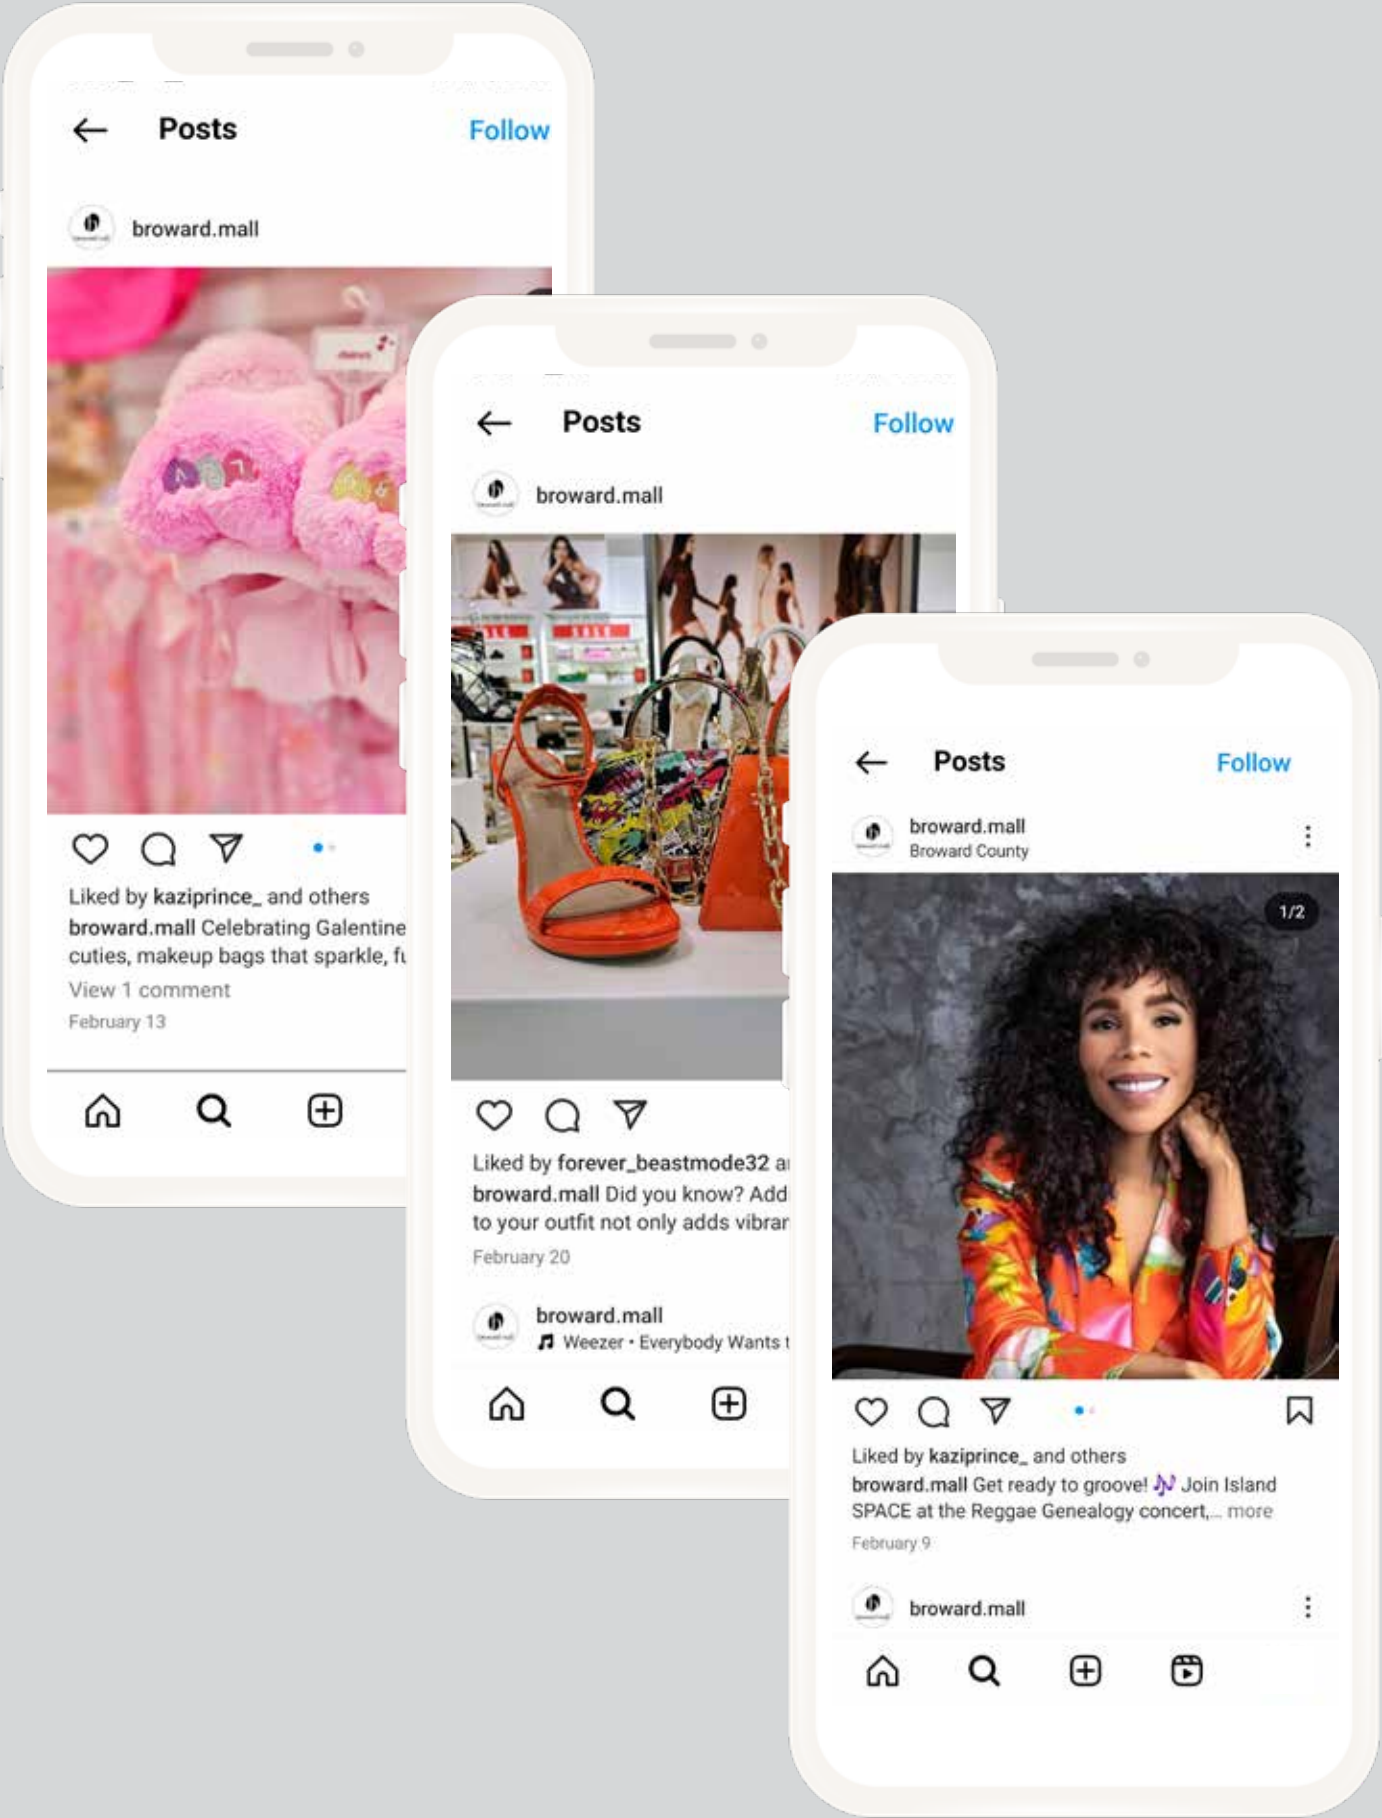 Posts
Follow
broward.mall
Liked by kaziprince_ and others
broward.mall Celebrating Galentine
cuties, makeup bags that sparkle, fu
View 1 comment
February 13
Posts
Follow
broward.mall
SALE
Liked by forever_beastmode32 a
broward.mall Did you know? Add
to your outfit not only adds vibran
February 20
broward.mall
Weezer • Everybody Wants t
Posts
Follow
broward.mall
Broward County
1/2
Liked by kaziprince_ and others
broward.mall Get ready to groove! 🎶 Join Island
SPACE at the Reggae Genealogy concert,... more
February 9
broward.mall